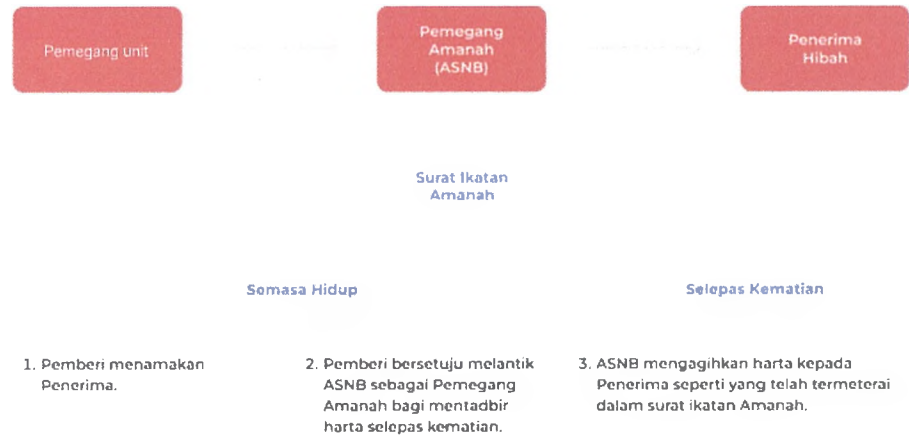 Pemegang unit
Pemegang
Amanah
(ASNB)
Penerima
Hibah
Surat Ikatan
Amanah
Semasa Hidup
Selepas Kematian
1. Pemberi menamakan
Penerima.
2. Pemberi bersetuju melantik
ASNB sebagai Pemegang
Amanah bagi mentadbir
harta selepas kematian.
3. ASNB mengagihkan harta kepada
Penerima seperti yang telah termeterai
dalam surat ikatan Amanah.